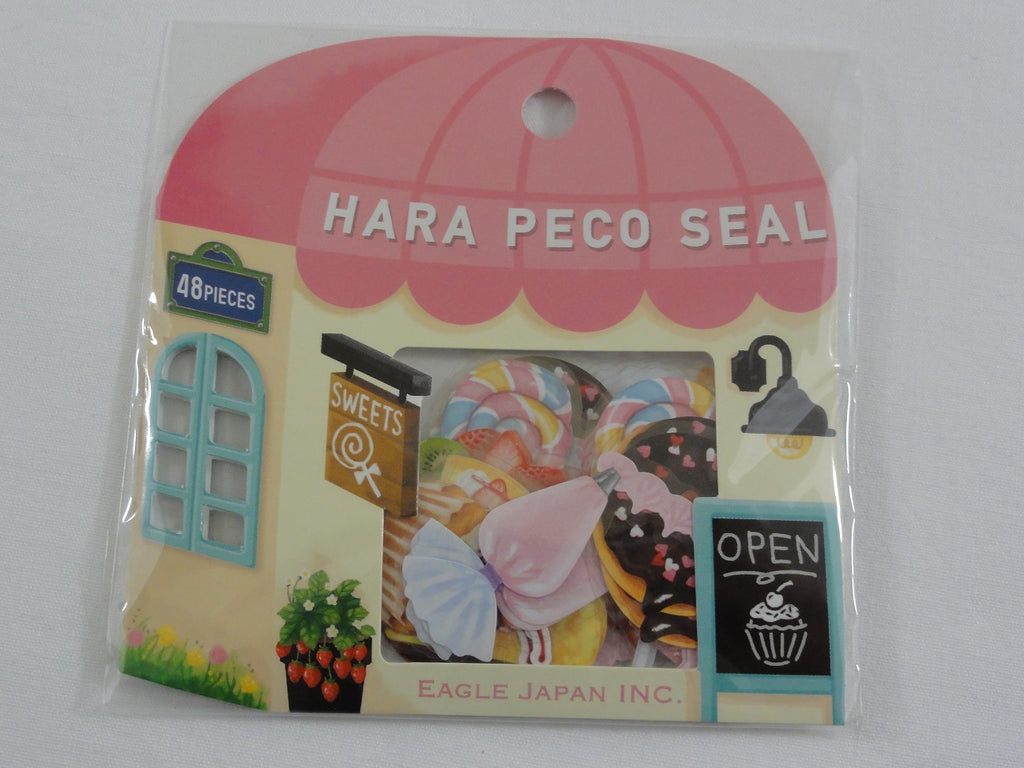 HARA PECO SEAL
48PIECES
SWEETS
OPEN
EAGLE JAPAN INC.